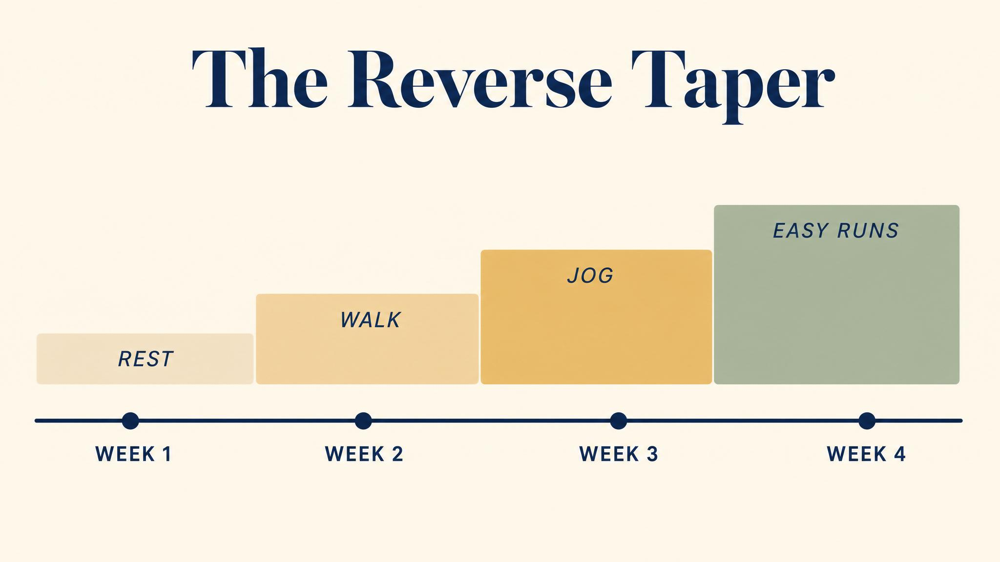 The Reverse Taper
EASY RUNS
JOG
WALK
REST
WEEK 1
WEEK 2
WEEK 3
WEEK 4